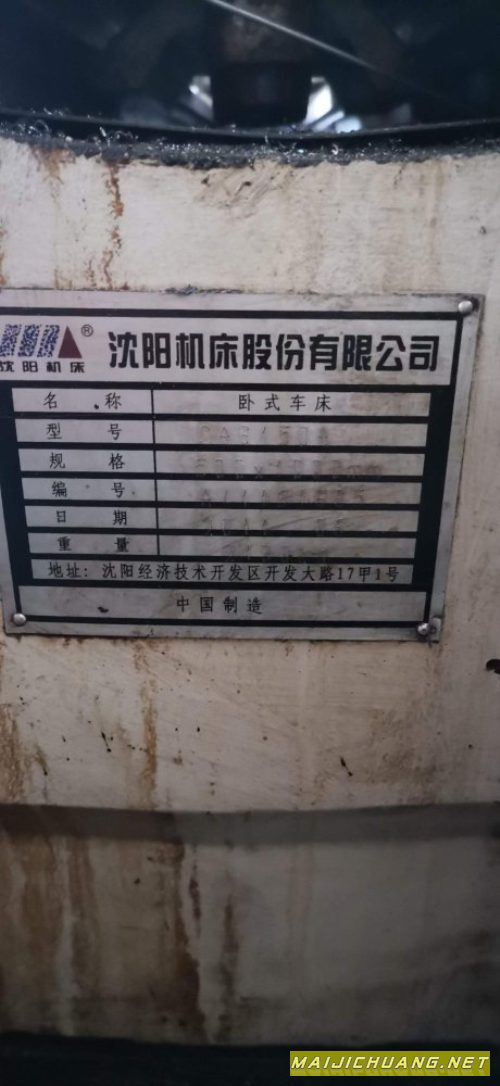 沈阳机床® 沈阳机床股份有限公司
名 称 卧式车床
型 号
规 格
编 号
日 期
重 量
地址: 沈阳经济技术开发区开发大路17甲1号
中国制造
MAIJICHUANG.NET